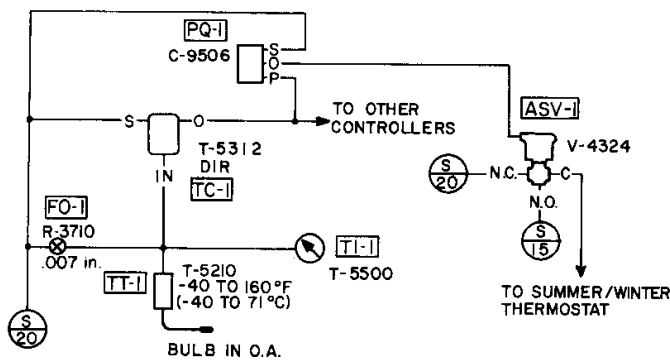 PQ-1
C-9506
S
O
P
TO OTHER
CONTROLLERS
S
O
T-5312
DIR
TC-1
IN
ASV-1
V-4324
S
20
N.C.
C
N.O.
S
15
FO-1
R-3710
.007 in.
TI-1
T-5500
TT-1
T-5210
-40 TO 160°F
(-40 TO 71°C)
S
20
BULB IN O.A.
TO SUMMER/WINTER
THERMOSTAT